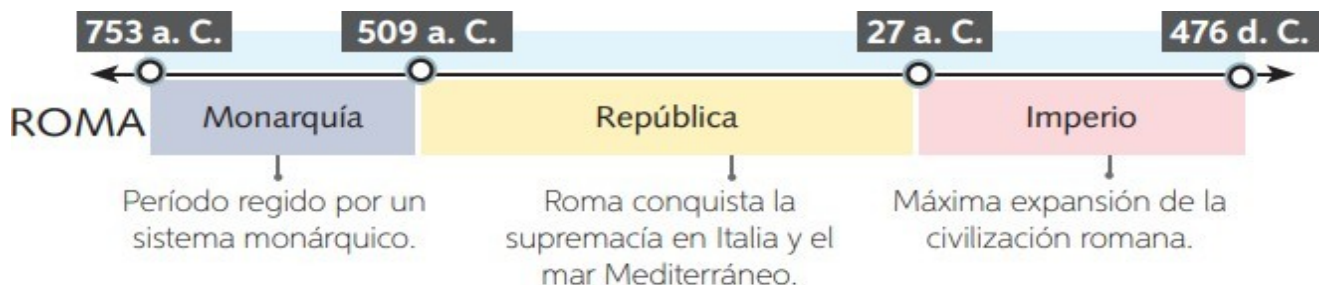 753 a. C. 509 a. C. 27 a. C. 476 d. C.
ROMA Monarquía República Imperio
Período regido por un
sistema monárquico.
Roma conquista la
supremacía en Italia y el
mar Mediterráneo.
Máxima expansión de la
civilización romana.